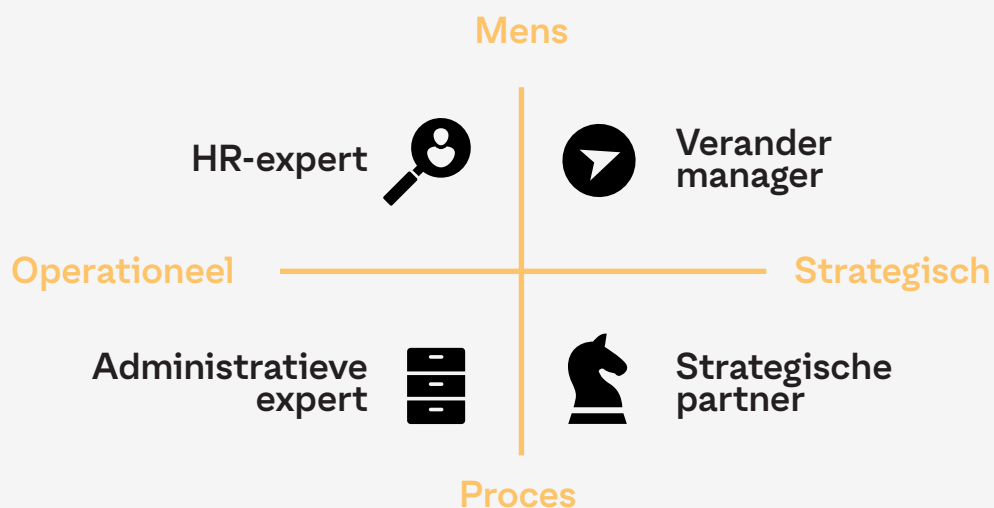 Mens
HR-expert
Verander
manager
Operationeel
Strategisch
Administratieve
expert
Strategische
partner
Proces